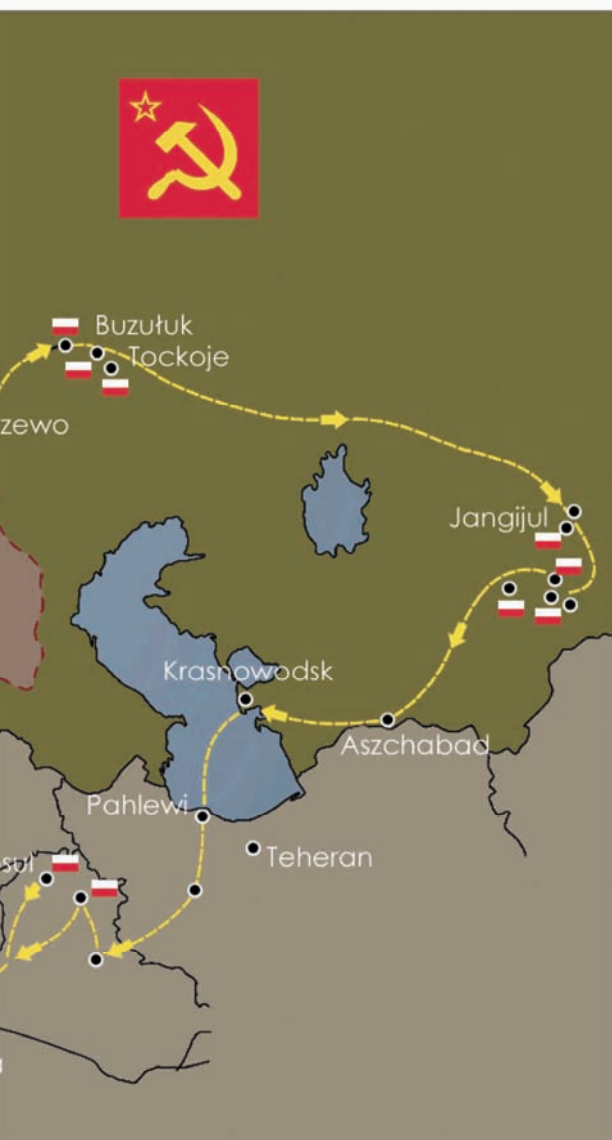 Buzułuk
Tockoje
zewo
Jangijul
Krasnowodsk
Aszchabad
Pahlewi
Teheran
sul